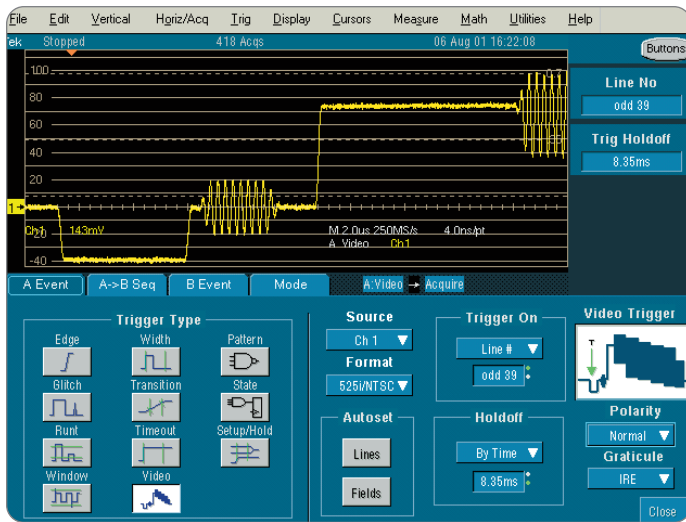 File Edit Vertical Horiz/Acq Trig Display Cursors Measure Math Utilities Help
Tek Stopped 418 Acqs 06 Aug 01 16:22:08
Buttons
100
80
60
40
20
-20
-40
1
Ch1 143mV
M 2.0us 250MS/s 4.0ns/pt
A Video Ch1
Line No
odd 39
Trig Holdoff
8.35ms
A Event A->B Seq B Event Mode A:Video Acquire
Trigger Type
Edge Width Pattern
Glitch Transition State
Runt Timeout Setup/Hold
Window Video
Source
Ch 1
Format
525i/NTSC
Autoset
Lines
Fields
Trigger On
Line #
odd 39
Holdoff
By Time
8.35ms
Video Trigger
T
Polarity
Normal
Graticule
IRE
Close